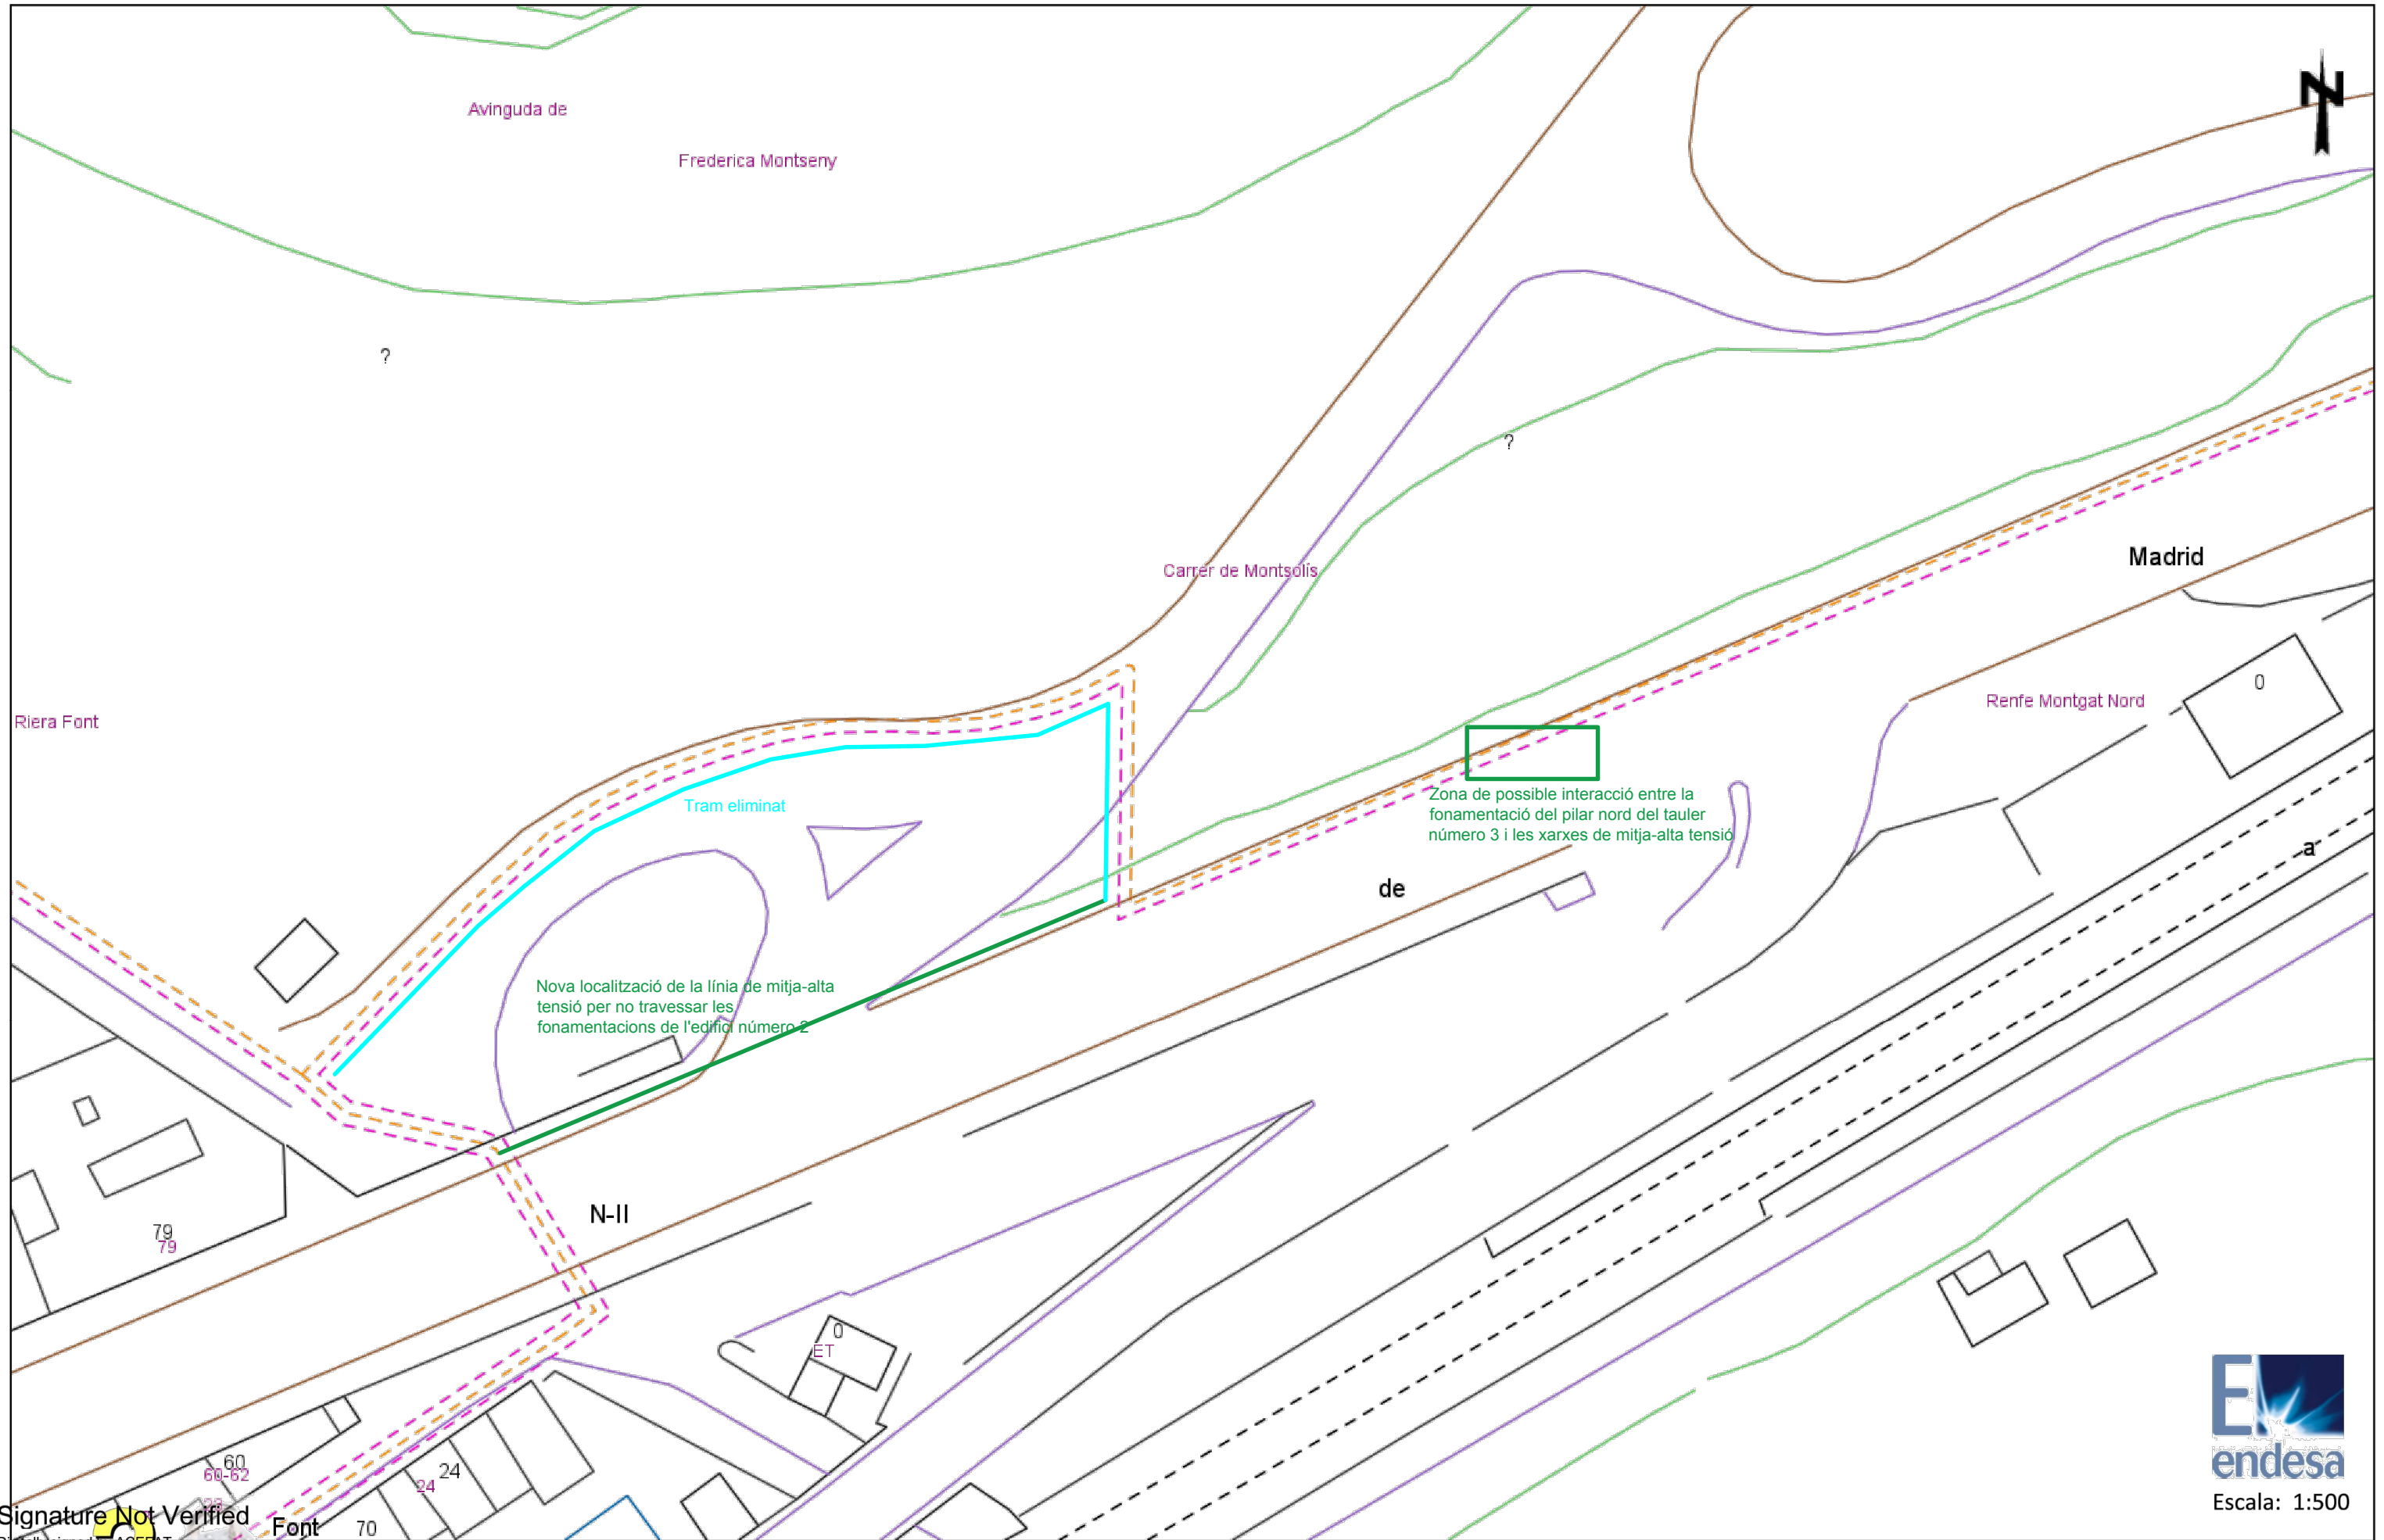 Avinguda de
Frederica Montseny
N
?
?
Madrid
Carrer de Montsolís
Renfe Montgat Nord
0
Riera Font
Tram eliminat
Zona de possible interacció entre la
fonamentació del pilar nord del tauler
número 3 i les xarxes de mitja-alta tensió
a
de
Nova localització de la línia de mitja-alta
tensió per no travessar les
fonamentacions de l'edifici número 2
N-II
79
79
0
ET
60
60-62
24
24
endesa
Escala: 1:500
Signature Not Verified
Font
70